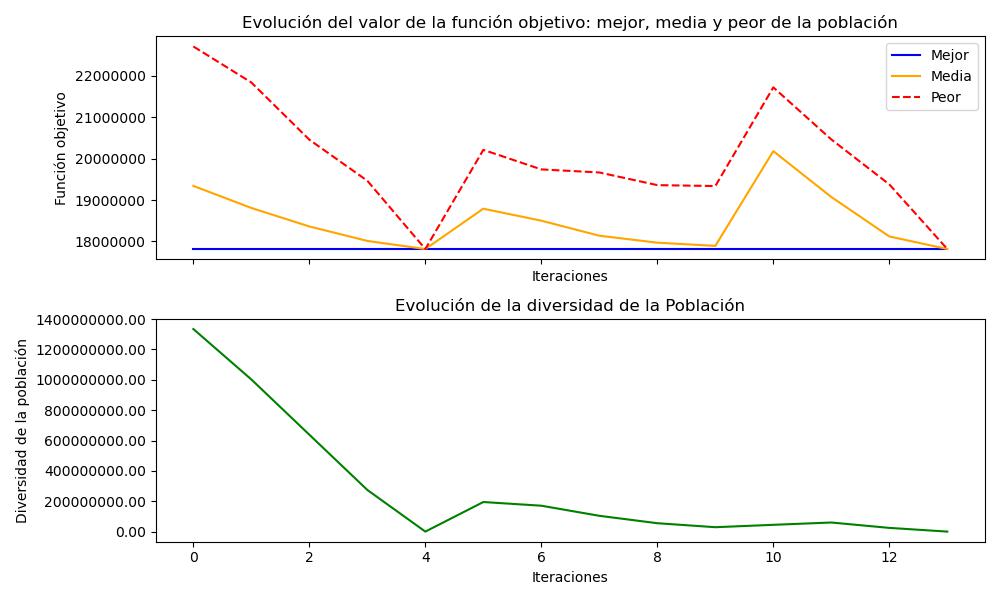 Evolución del valor de la función objetivo: mejor, media y peor de la población
Función objetivo
22000000
21000000
20000000
19000000
18000000
Mejor
Media
Peor
Iteraciones
Evolución de la diversidad de la Población
Diversidad de la población
1400000000.00
1200000000.00
1000000000.00
800000000.00
600000000.00
400000000.00
200000000.00
0.00
0 2 4 6 8 10 12
Iteraciones